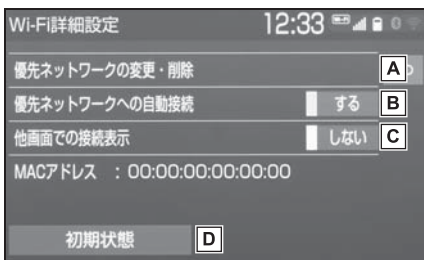 Wi-Fi詳細設定 12:33
優先ネットワークの変更・削除 A
優先ネットワークへの自動接続 する B
他画面での接続表示 しない C
MACアドレス : 00:00:00:00:00:00
初期状態 D